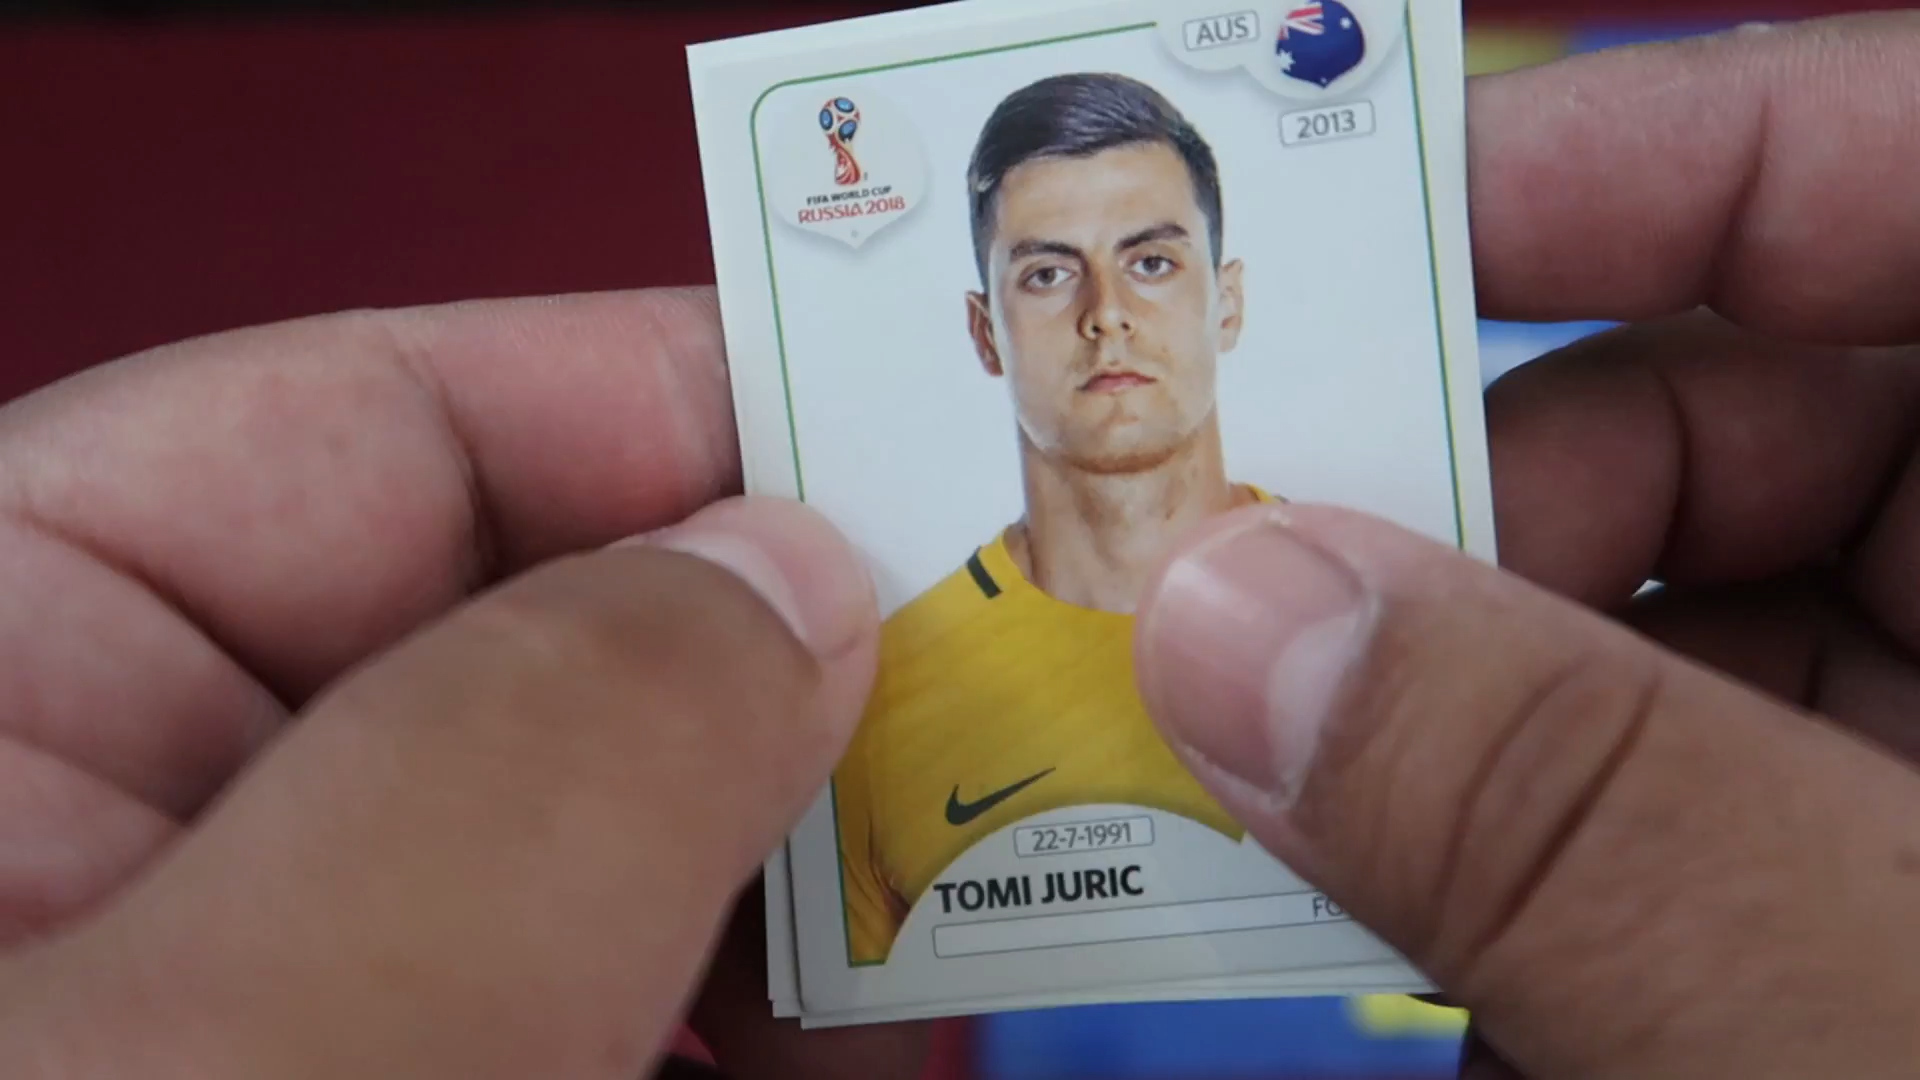 AUS
2013
FIFA WORLD CUP
RUSSIA 2018
22-7-1991
TOMI JURIC